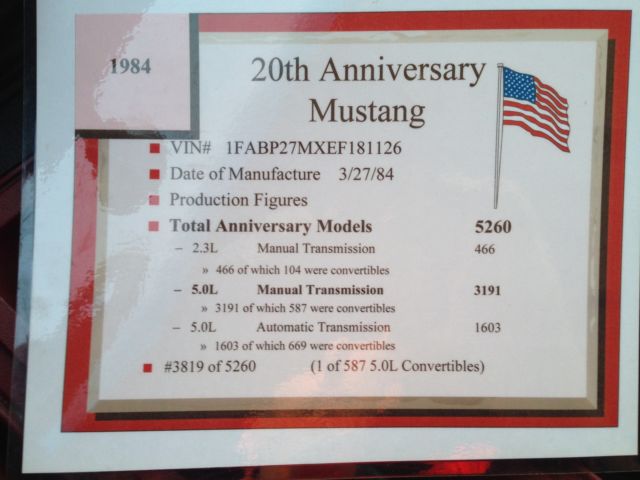 1984
20th Anniversary
Mustang
VIN# 1FABP27MXEF181126
Date of Manufacture 3/27/84
Production Figures
Total Anniversary Models 5260
– 2.3L Manual Transmission 466
» 466 of which 104 were convertibles
– 5.0L Manual Transmission 3191
» 3191 of which 587 were convertibles
– 5.0L Automatic Transmission 1603
» 1603 of which 669 were convertibles
#3819 of 5260 (1 of 587 5.0L Convertibles)